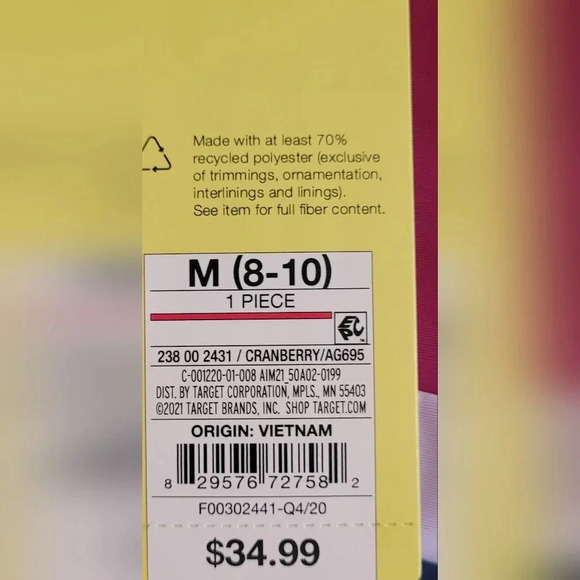 Made with at least 70%
recycled polyester (exclusive
of trimmings, ornamentation,
interlinings and linings).
See item for full fiber content.
M (8-10)
1 PIECE
EPC
TM
238 00 2431 / CRANBERRY/AG695
C-001220-01-008 AIM21_50A02-0199
DIST. BY TARGET CORPORATION, MPLS., MN 55403
©2021 TARGET BRANDS, INC. SHOP TARGET.COM
ORIGIN: VIETNAM
8 29576 72758 2
F00302441-Q4/20
$34.99